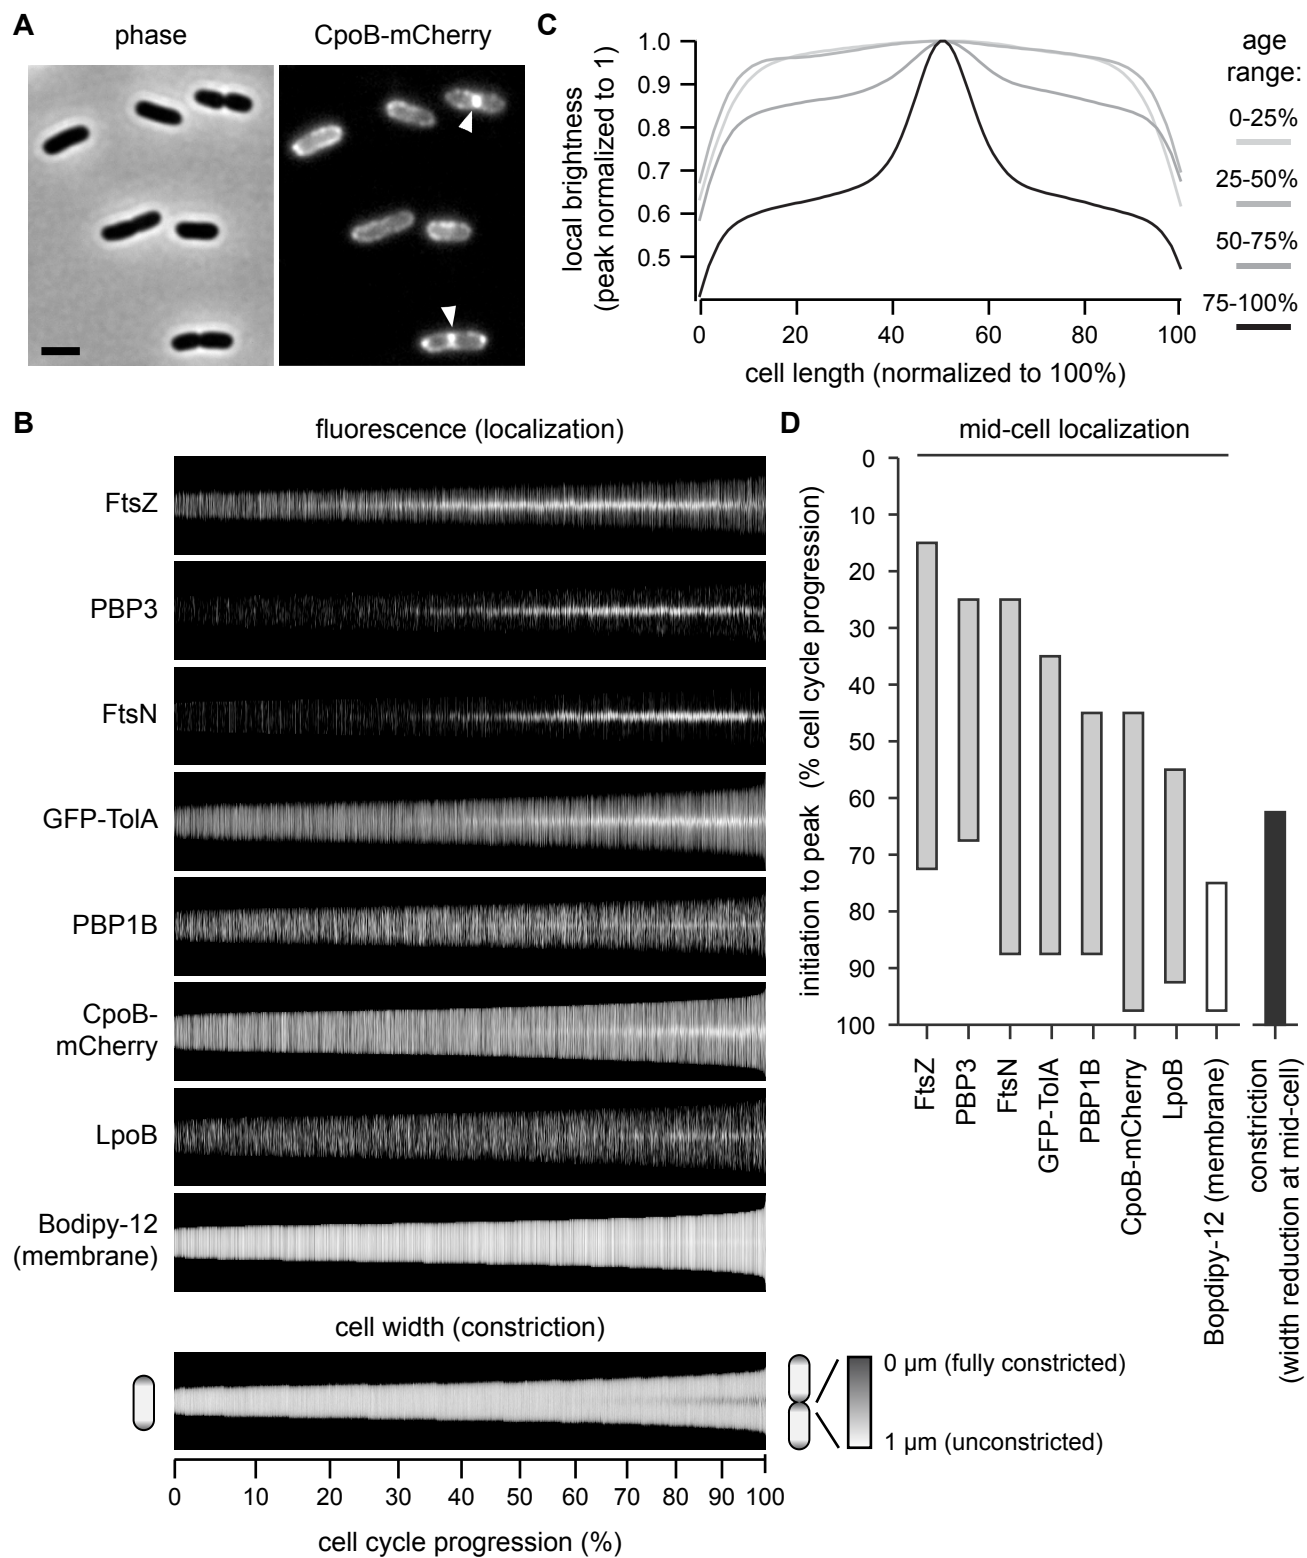 A
phase
CpoB-mCherry
C
local brightness
(peak normalized to 1)
1.0
0.9
0.8
0.7
0.6
0.5
0
20
40
60
80
100
cell length (normalized to 100%)
age
range:
0-25%
25-50%
50-75%
75-100%
B
fluorescence (localization)
FtsZ
PBP3
FtsN
GFP-TolA
PBP1B
CpoB-
mCherry
LpoB
Bodipy-12
(membrane)
cell width (constriction)
0 µm (fully constricted)
1 µm (unconstricted)
0
10
20
30
40
50
60
70
80
90
100
cell cycle progression (%)
D
mid-cell localization
initiation to peak (% cell cycle progression)
0
10
20
30
40
50
60
70
80
90
100
FtsZ
PBP3
FtsN
GFP-TolA
PBP1B
CpoB-mCherry
LpoB
Bopdipy-12 (membrane)
constriction
(width reduction at mid-cell)